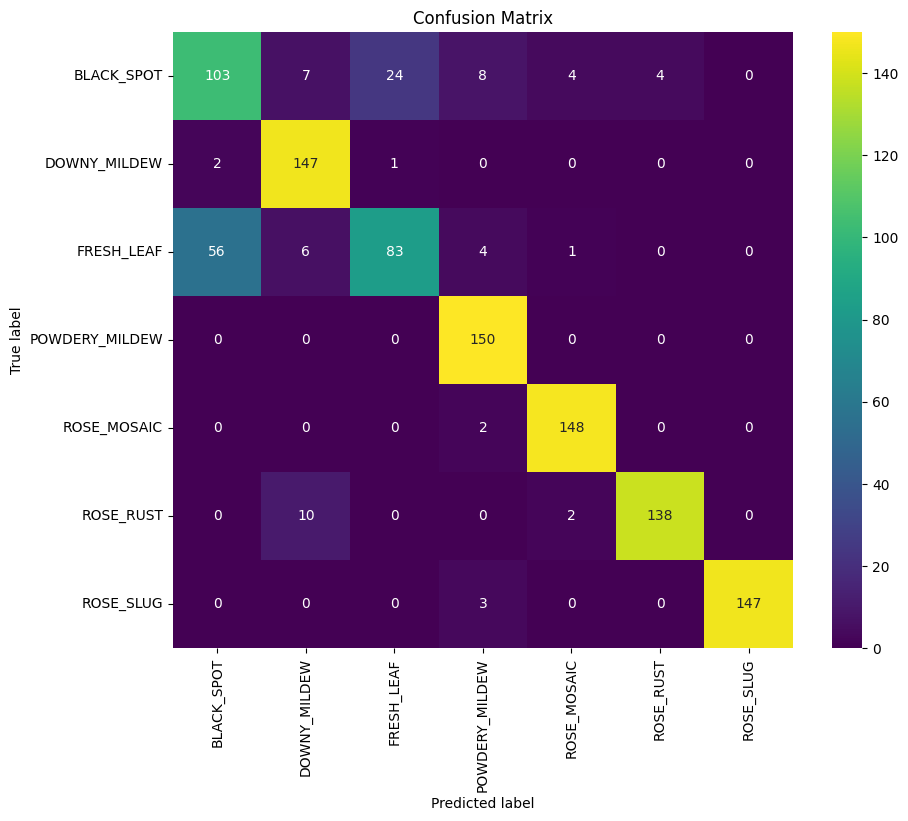 Confusion Matrix
True label
BLACK_SPOT 103 7 24 8 4 4 0
DOWNY_MILDEW 2 147 1 0 0 0 0
FRESH_LEAF 56 6 83 4 1 0 0
POWDERY_MILDEW 0 0 0 150 0 0 0
ROSE_MOSAIC 0 0 0 2 148 0 0
ROSE_RUST 0 10 0 0 2 138 0
ROSE_SLUG 0 0 0 3 0 0 147
BLACK_SPOT DOWNY_MILDEW FRESH_LEAF POWDERY_MILDEW ROSE_MOSAIC ROSE_RUST ROSE_SLUG
Predicted label
140
120
100
80
60
40
20
0